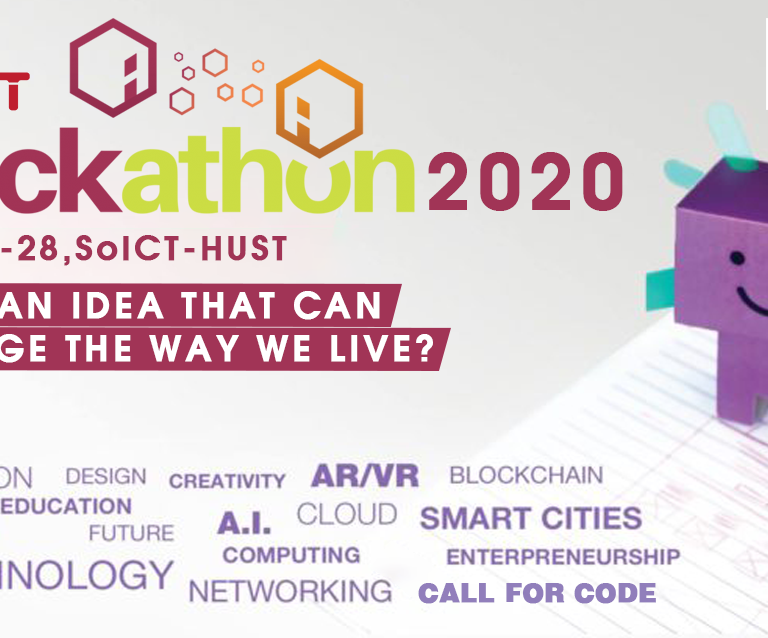 T
ckathon 2020
-28,SoICT-HUST
AN IDEA THAT CAN
GE THE WAY WE LIVE?
ON DESIGN CREATIVITY AR/VR BLOCKCHAIN
EDUCATION FUTURE A.I. CLOUD SMART CITIES
COMPUTING ENTERPRENEURSHIP
NOLOGY NETWORKING CALL FOR CODE